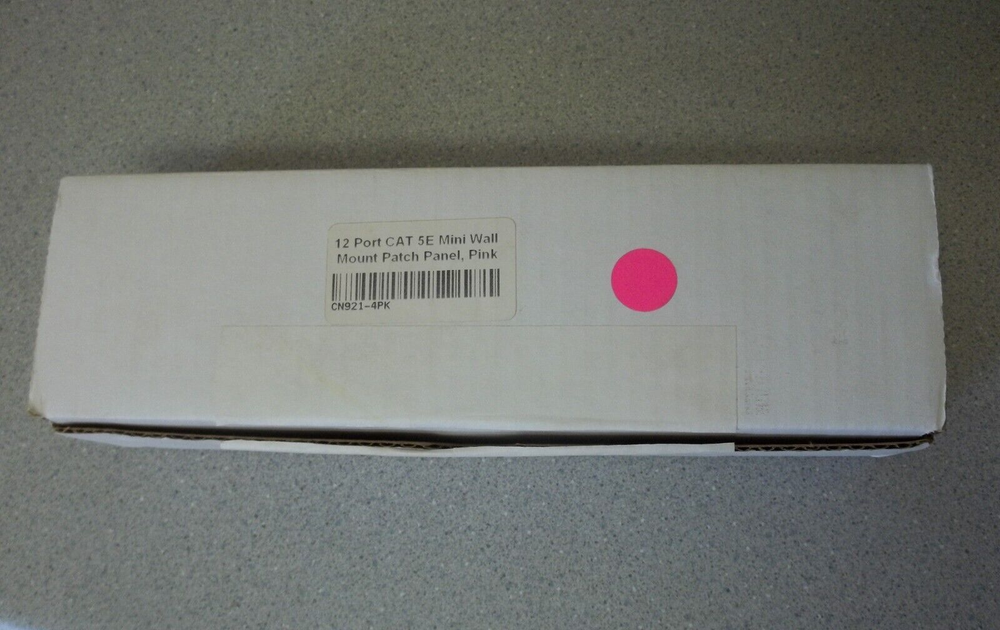 12 Port CAT 5E Mini Wall
Mount Patch Panel, Pink
CN921-4PK